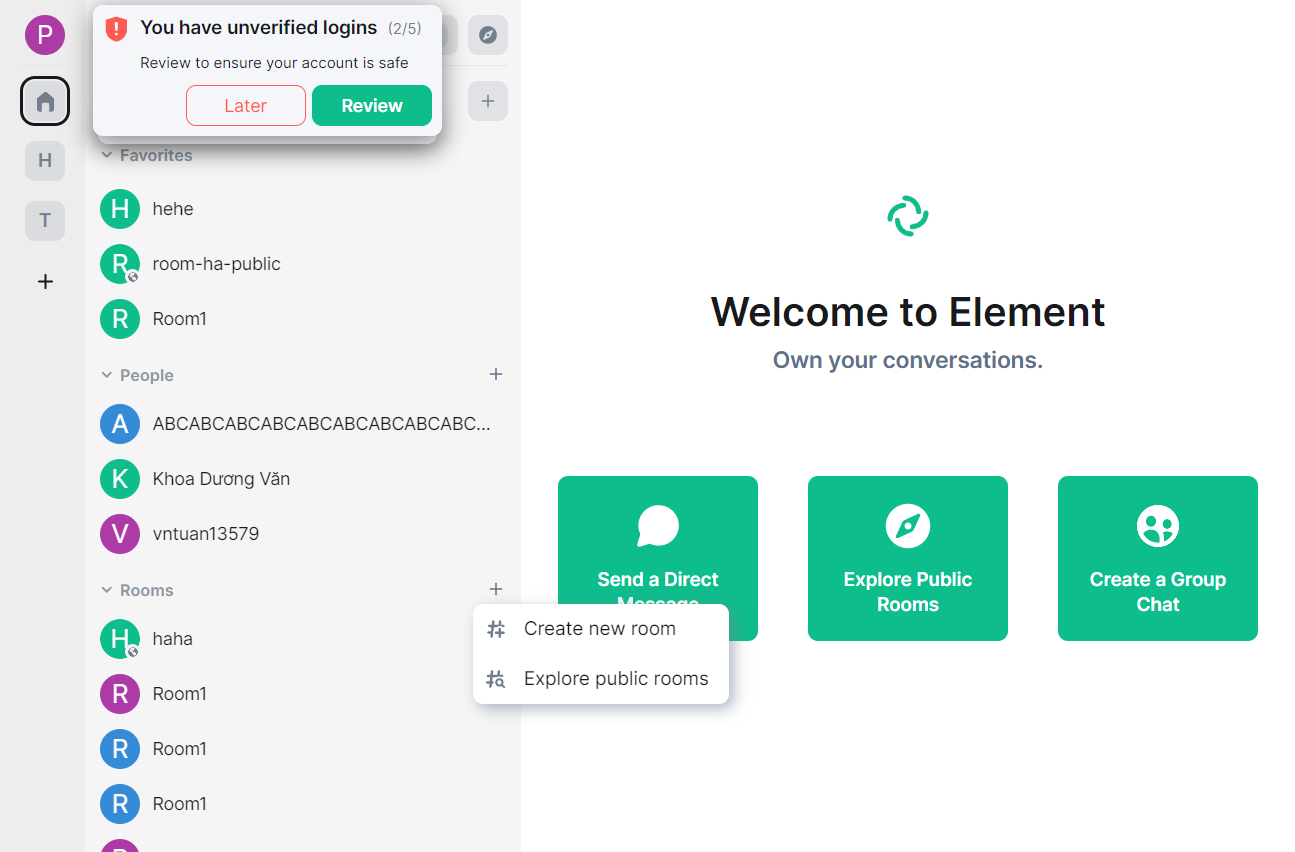 P
You have unverified logins (2/5)
Review to ensure your account is safe
Later
Review
H
T
Favorites
H hehe
R room-ha-public
R Room1
People
A ABCABCABCABCABCABCABCABCABC...
K Khoa Dương Văn
V vntuan13579
Rooms
H haha
R Room1
R Room1
R Room1
Create new room
Explore public rooms
Welcome to Element
Own your conversations.
Send a Direct
Message
Explore Public
Rooms
Create a Group
Chat